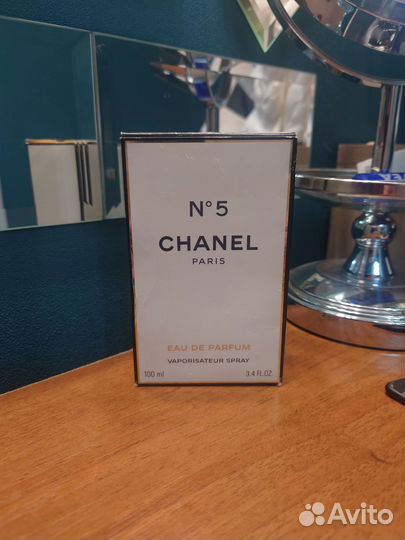 N°5
CHANEL
PARIS
EAU DE PARFUM
VAPORISATEUR SPRAY
100 ml 3.4 FL.OZ.
Avito